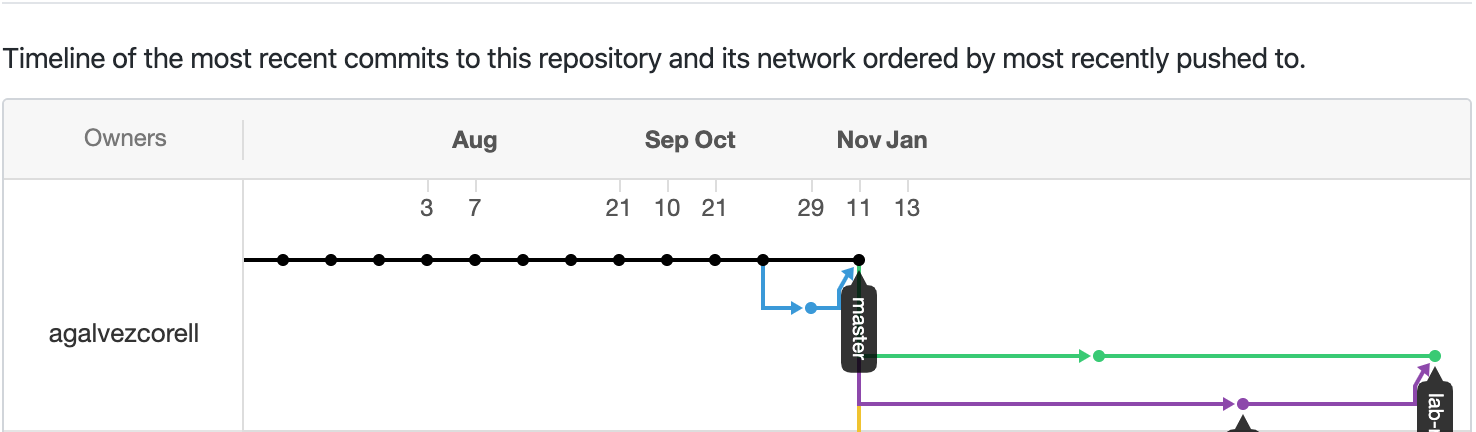 Timeline of the most recent commits to this repository and its network ordered by most recently pushed to.
Owners Aug Sep Oct Nov Jan
3 7 21 10 21 29 11 13
agalvezcorell
master
lab-